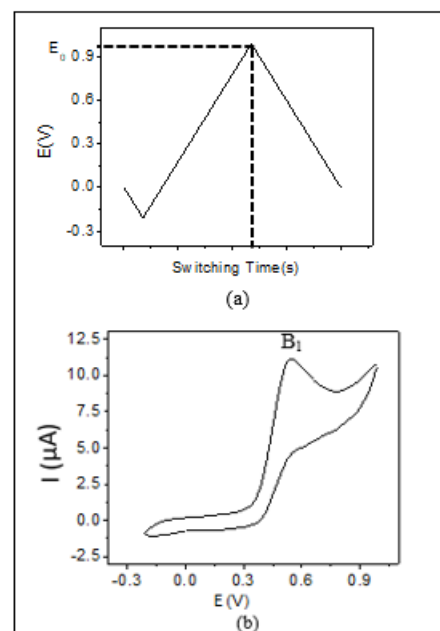 E₀
0.9
0.6
0.3
0.0
-0.3
E(V)
Switching Time(s)
(a)
B₁
12.5
10.0
7.5
5.0
2.5
0.0
-2.5
I (µA)
-0.3 0.0 0.3 0.6 0.9
E(V)
(b)